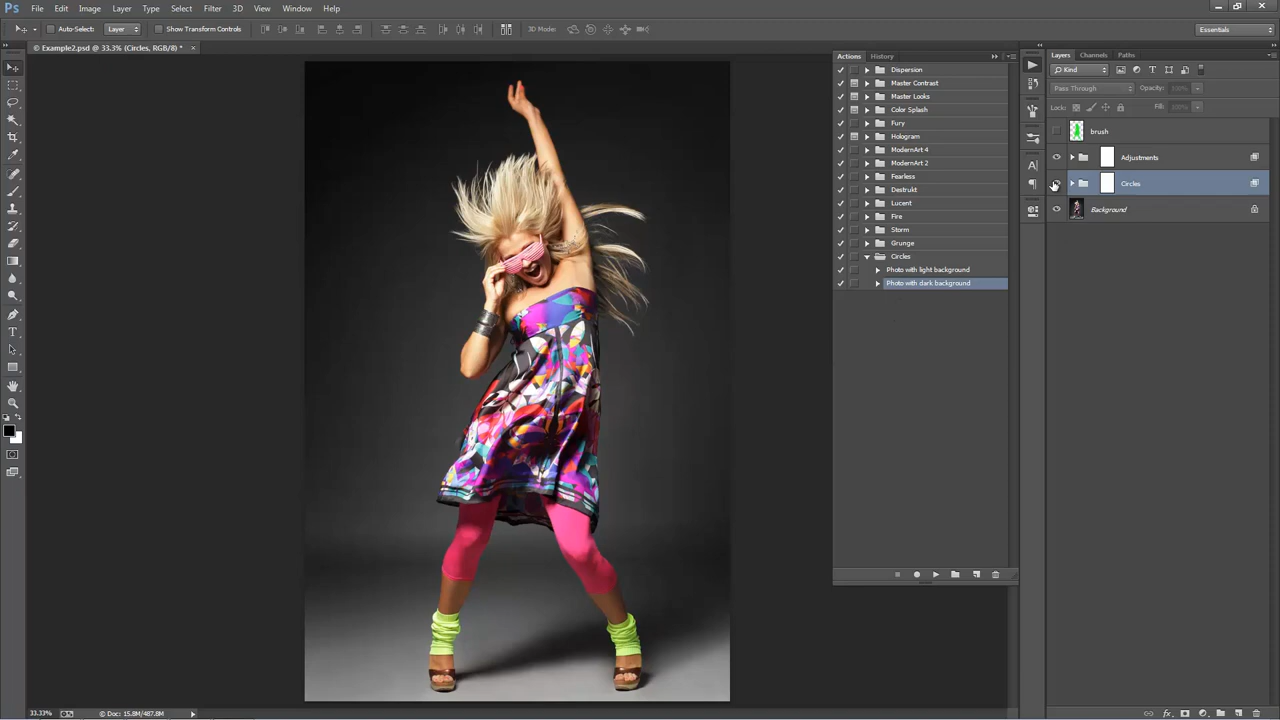 Ps File Edit Image Layer Type Select Filter 3D View Window Help
Auto-Select: Layer Show Transform Controls 3D Mode: Essentials
© Example2.psd @ 33.3% (Circles, RGB/8) * ×
Actions History
Dispersion
Master Contrast
Master Looks
Color Splash
Fury
Hologram
ModernArt 4
ModernArt 2
Fearless
Destrukt
Lucent
Fire
Storm
Grunge
Circles
Photo with light background
Photo with dark background
Layers Channels Paths
Kind
Pass Through Opacity: 100%
Lock: Fill: 100%
brush
Adjustments
Circles
Background
33.33% Doc: 15.8M/487.8M